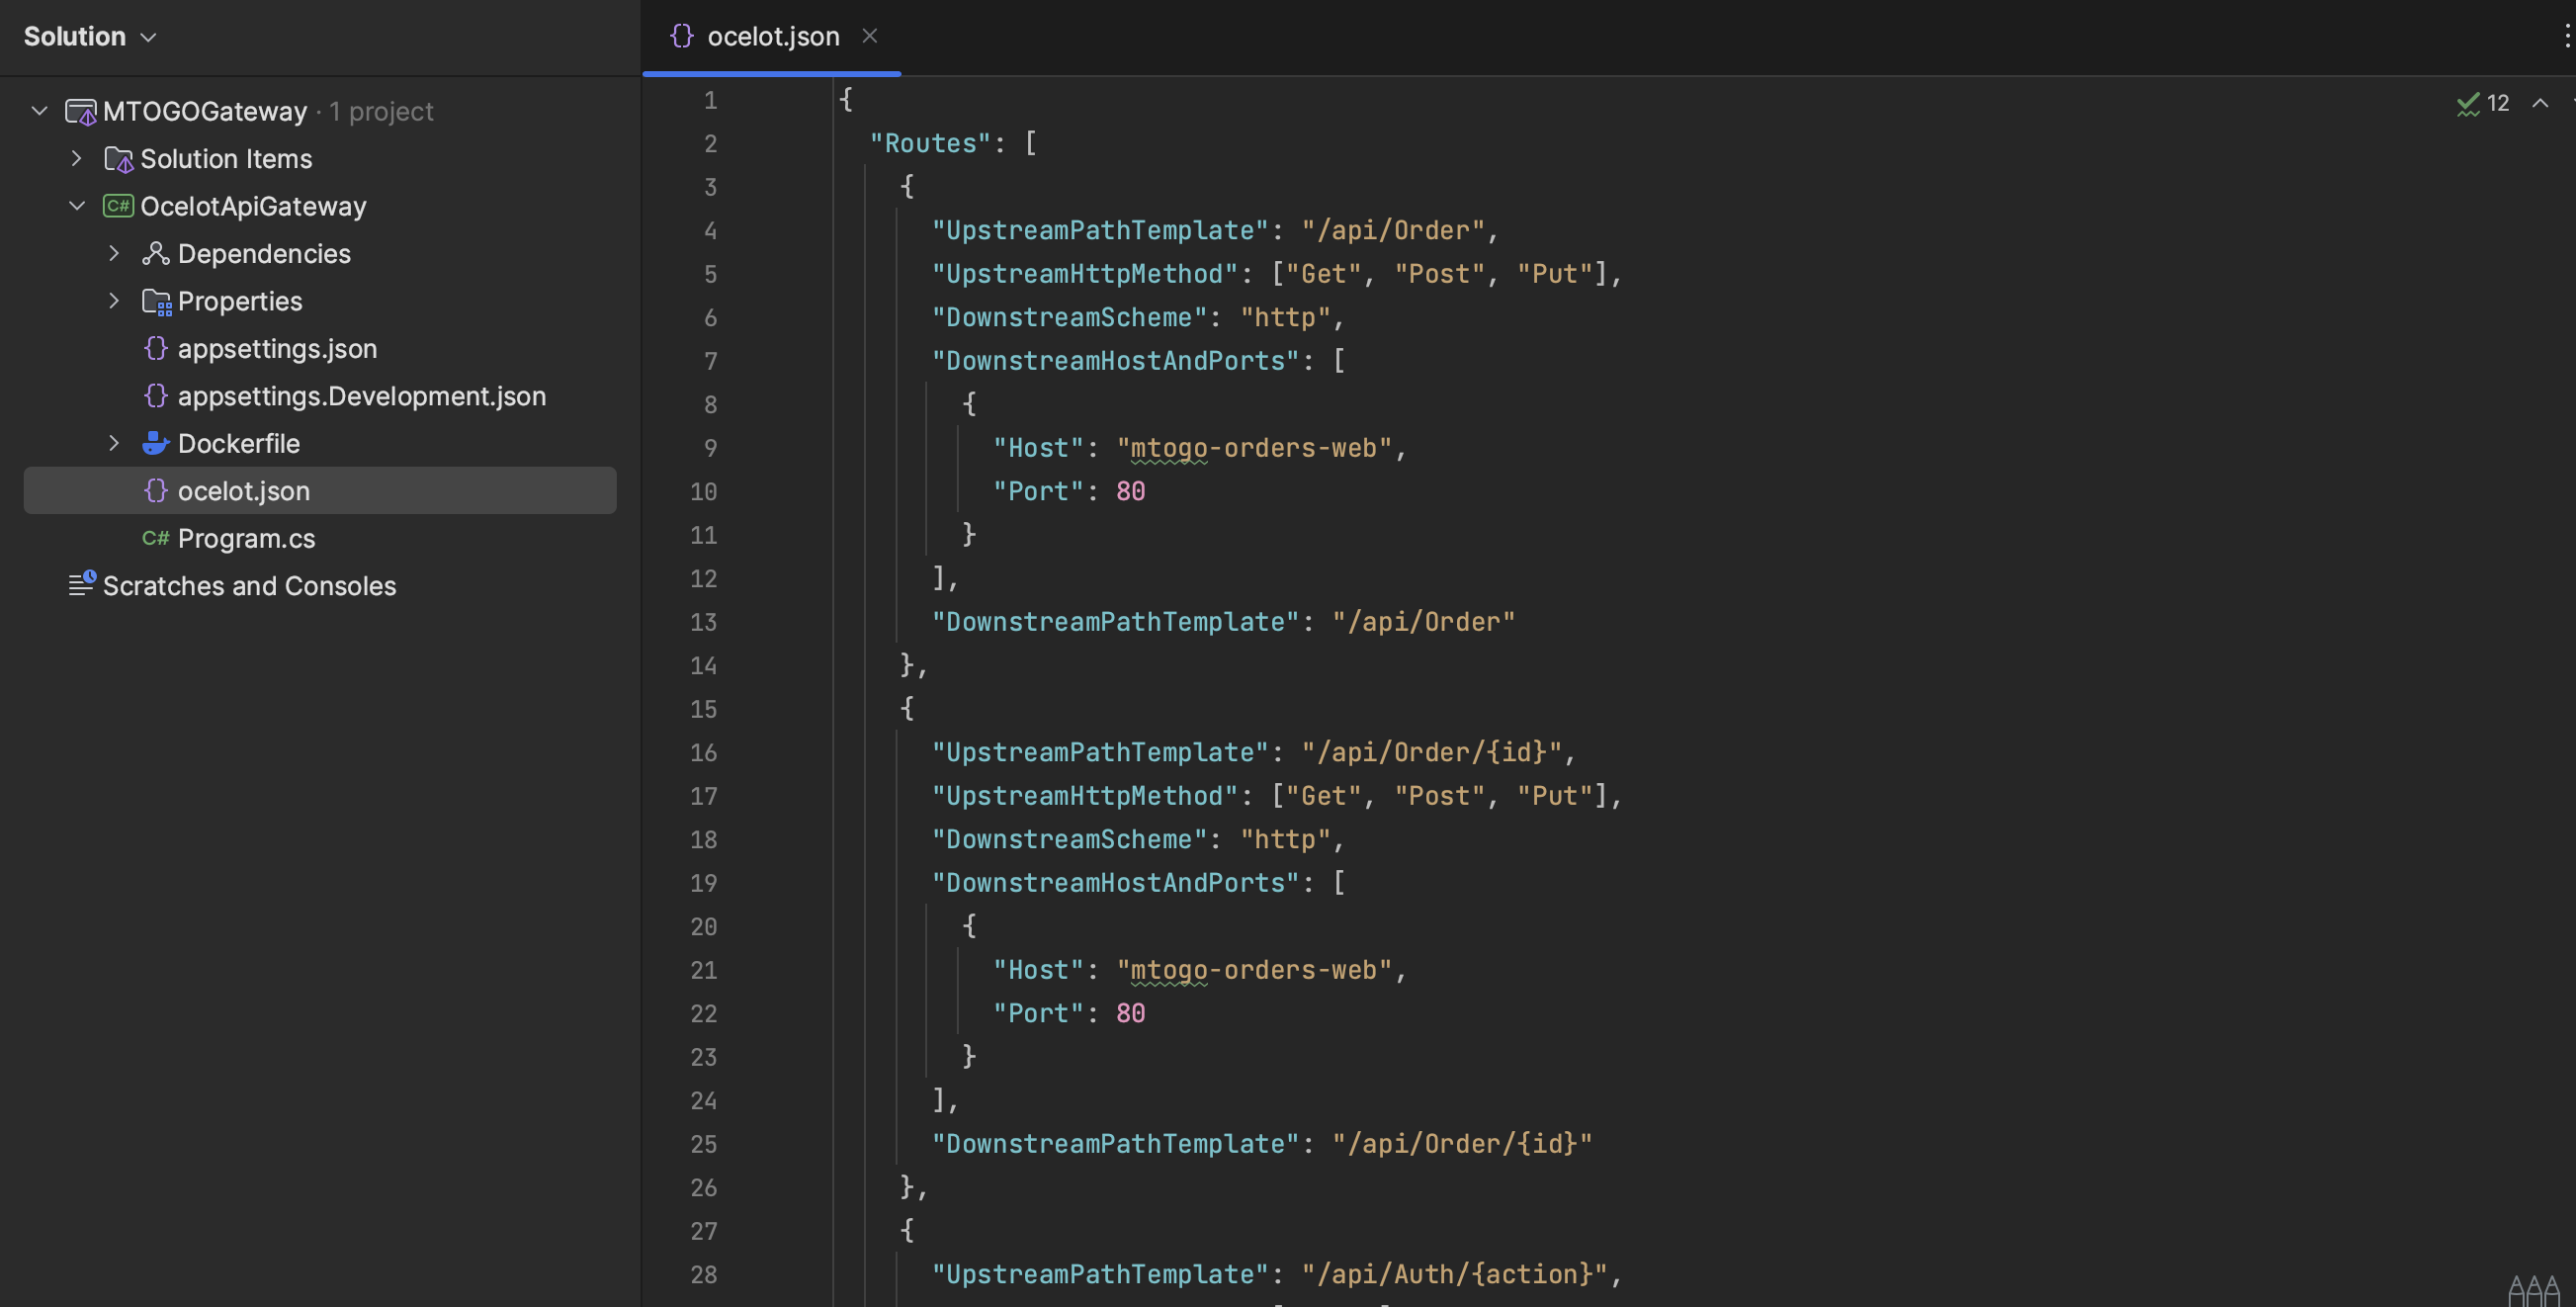 Solution
MTOGOGateway · 1 project
Solution Items
C# OcelotApiGateway
Dependencies
Properties
{} appsettings.json
{} appsettings.Development.json
Dockerfile
{} ocelot.json
C# Program.cs
Scratches and Consoles
{} ocelot.json ×
12
1 {
2 "Routes": [
3 {
4 "UpstreamPathTemplate": "/api/Order",
5 "UpstreamHttpMethod": ["Get", "Post", "Put"],
6 "DownstreamScheme": "http",
7 "DownstreamHostAndPorts": [
8 {
9 "Host": "mtogo-orders-web",
10 "Port": 80
11 }
12 ],
13 "DownstreamPathTemplate": "/api/Order"
14 },
15 {
16 "UpstreamPathTemplate": "/api/Order/{id}",
17 "UpstreamHttpMethod": ["Get", "Post", "Put"],
18 "DownstreamScheme": "http",
19 "DownstreamHostAndPorts": [
20 {
21 "Host": "mtogo-orders-web",
22 "Port": 80
23 }
24 ],
25 "DownstreamPathTemplate": "/api/Order/{id}"
26 },
27 {
28 "UpstreamPathTemplate": "/api/Auth/{action}",